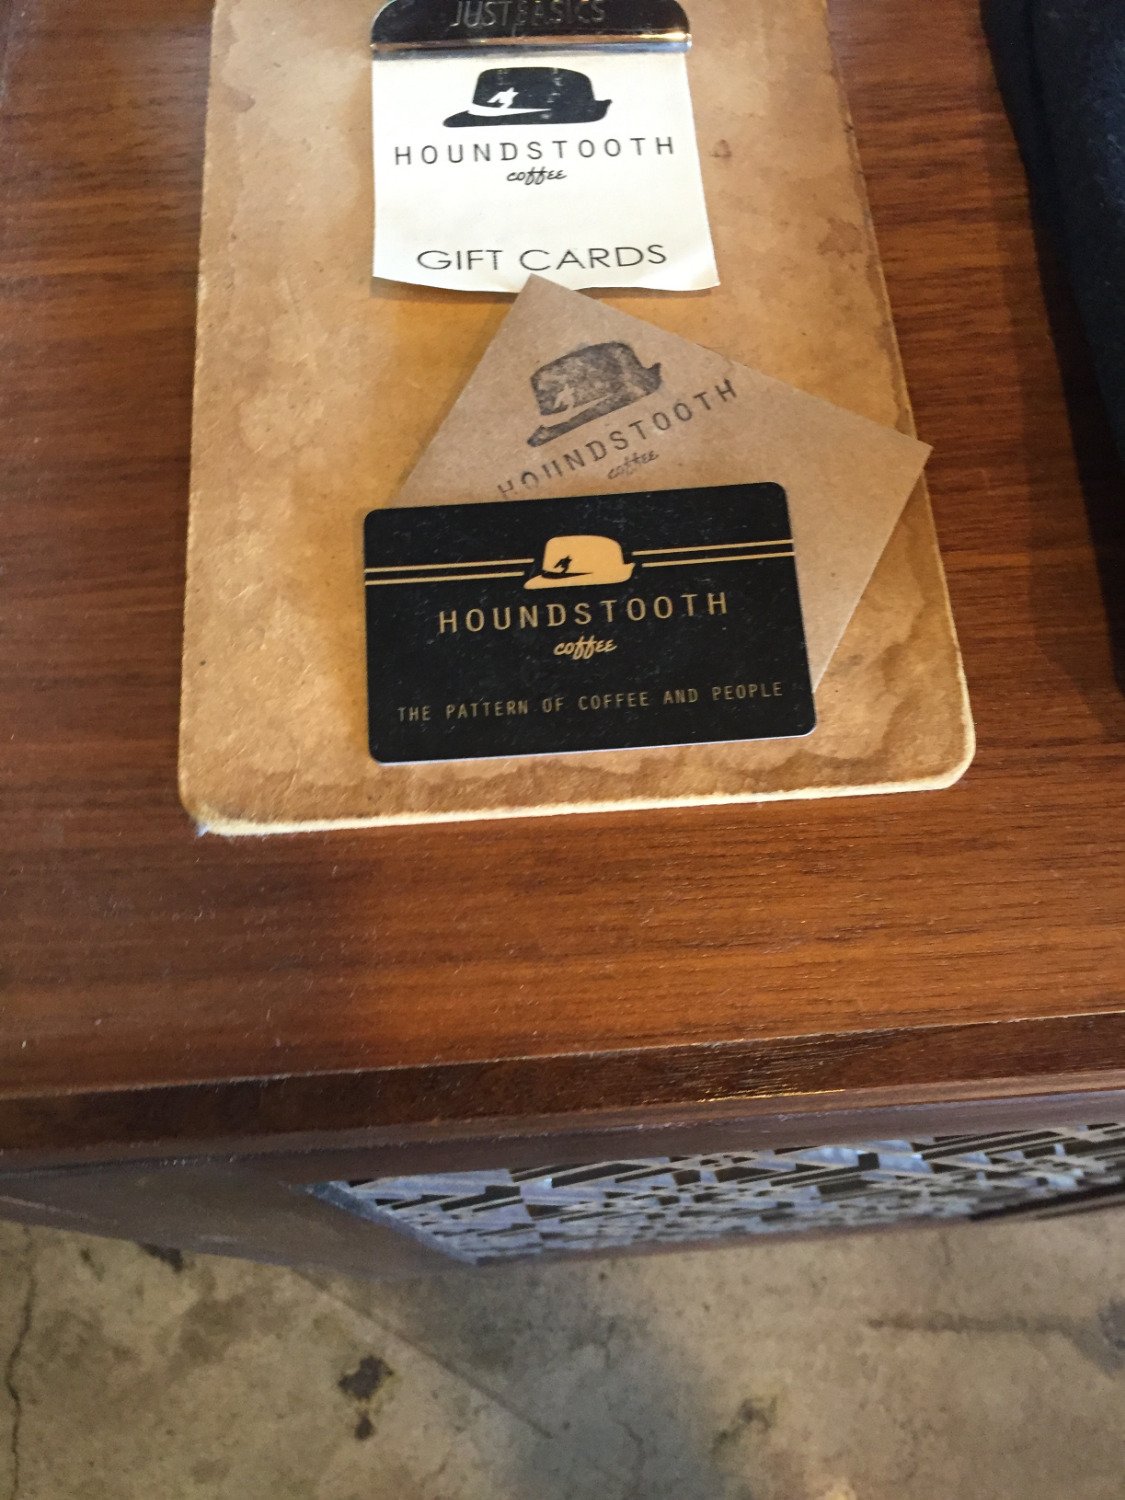 JUST BASICS
HOUNDSTOOTH
coffee
GIFT CARDS
HOUNDSTOOTH
coffee
HOUNDSTOOTH
coffee
THE PATTERN OF COFFEE AND PEOPLE